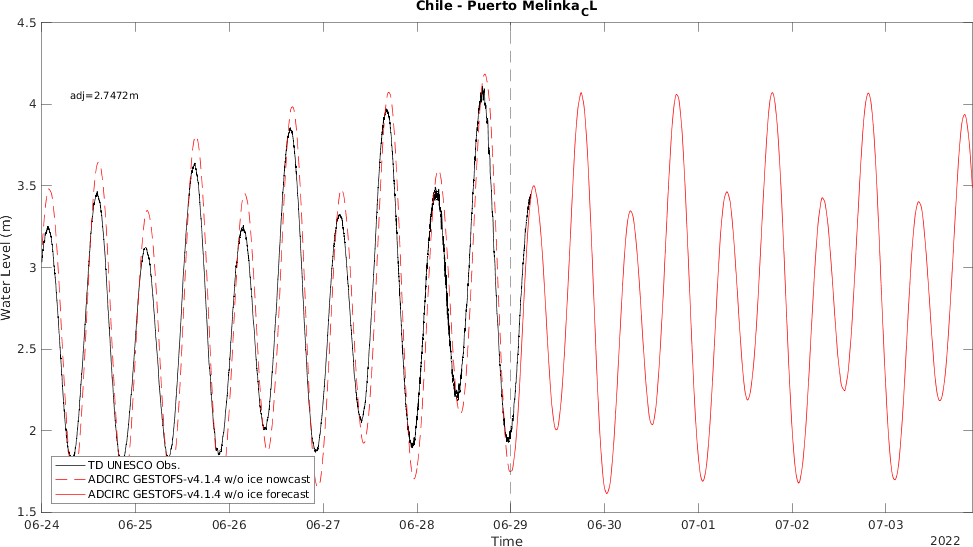 Chile - Puerto Melinka_CL
4.5
4
3.5
3
2.5
2
1.5
Water Level (m)
adj=2.7472m
TD UNESCO Obs.
ADCIRC GESTOFS-v4.1.4 w/o ice nowcast
ADCIRC GESTOFS-v4.1.4 w/o ice forecast
06-24 06-25 06-26 06-27 06-28 06-29 06-30 07-01 07-02 07-03
Time
2022